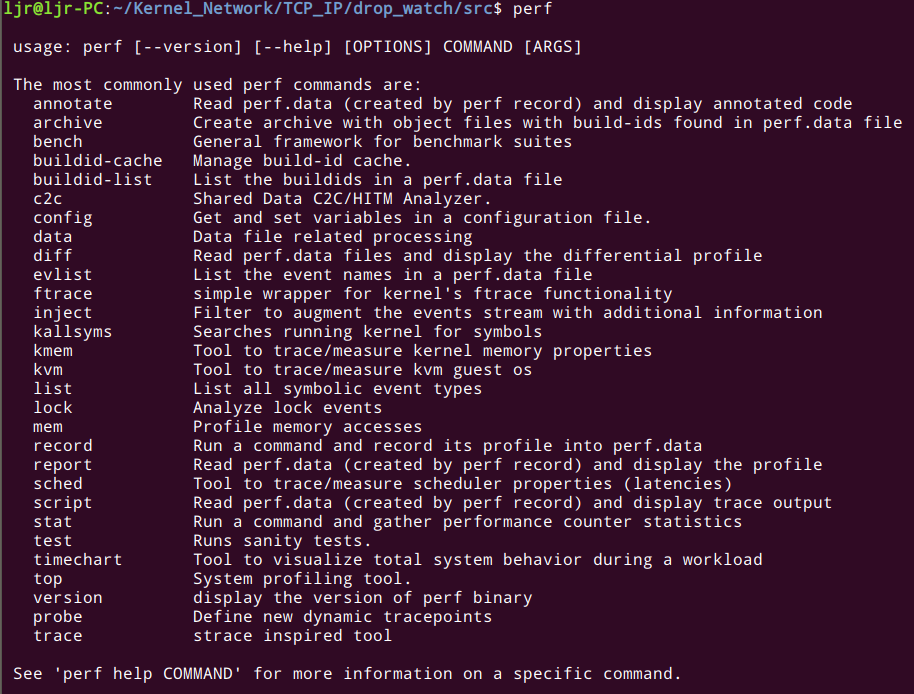 ljr@ljr-PC:~/Kernel_Network/TCP_IP/drop_watch/src$ perf
usage: perf [--version] [--help] [OPTIONS] COMMAND [ARGS]
The most commonly used perf commands are:
annotate        Read perf.data (created by perf record) and display annotated code
archive         Create archive with object files with build-ids found in perf.data file
bench           General framework for benchmark suites
buildid-cache   Manage build-id cache.
buildid-list    List the buildids in a perf.data file
c2c             Shared Data C2C/HITM Analyzer.
config          Get and set variables in a configuration file.
data            Data file related processing
diff            Read perf.data files and display the differential profile
evlist          List the event names in a perf.data file
ftrace          simple wrapper for kernel's ftrace functionality
inject          Filter to augment the events stream with additional information
kallsyms        Searches running kernel for symbols
kmem            Tool to trace/measure kernel memory properties
kvm             Tool to trace/measure kvm guest os
list            List all symbolic event types
lock            Analyze lock events
mem             Profile memory accesses
record          Run a command and record its profile into perf.data
report          Read perf.data (created by perf record) and display the profile
sched           Tool to trace/measure scheduler properties (latencies)
script          Read perf.data (created by perf record) and display trace output
stat            Run a command and gather performance counter statistics
test            Runs sanity tests.
timechart       Tool to visualize total system behavior during a workload
top             System profiling tool.
version         display the version of perf binary
probe           Define new dynamic tracepoints
trace           strace inspired tool
See 'perf help COMMAND' for more information on a specific command.